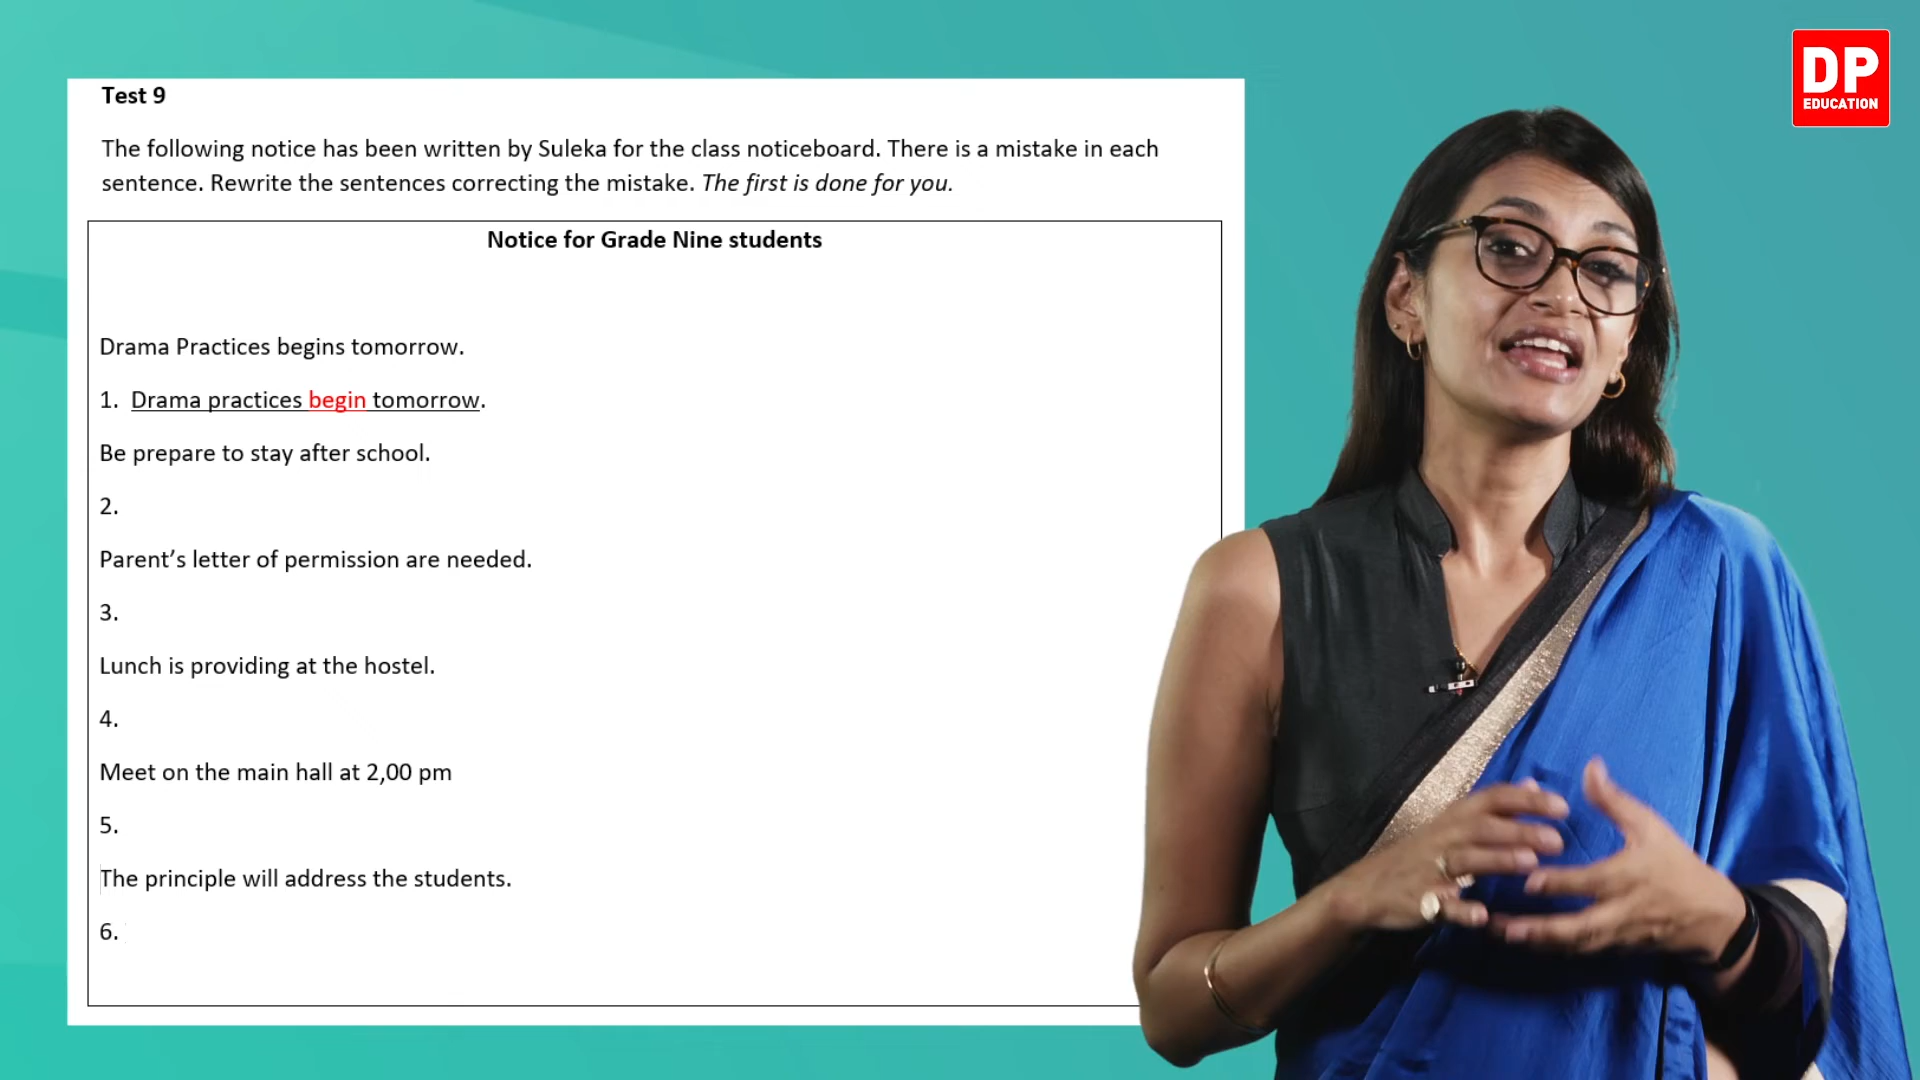 DP
EDUCATION
Test 9
The following notice has been written by Suleka for the class noticeboard. There is a mistake in each
sentence. Rewrite the sentences correcting the mistake. The first is done for you.
Notice for Grade Nine students
Drama Practices begins tomorrow.
1. Drama practices begin tomorrow.
Be prepare to stay after school.
2.
Parent’s letter of permission are needed.
3.
Lunch is providing at the hostel.
4.
Meet on the main hall at 2,00 pm
5.
The principle will address the students.
6.